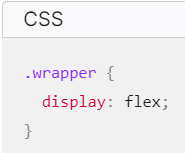 CSS
.wrapper {
  display: flex;
}